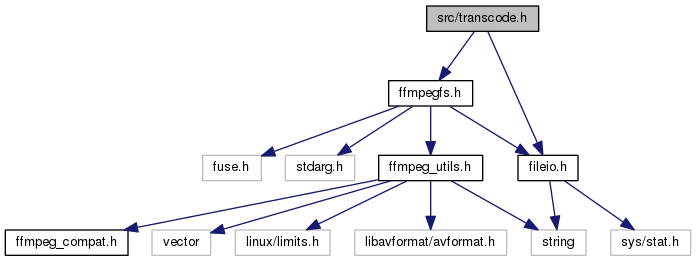 src/transcode.h
ffmpegfs.h
fuse.h
stdarg.h
ffmpeg_utils.h
fileio.h
ffmpeg_compat.h
vector
linux/limits.h
libavformat/avformat.h
string
sys/stat.h